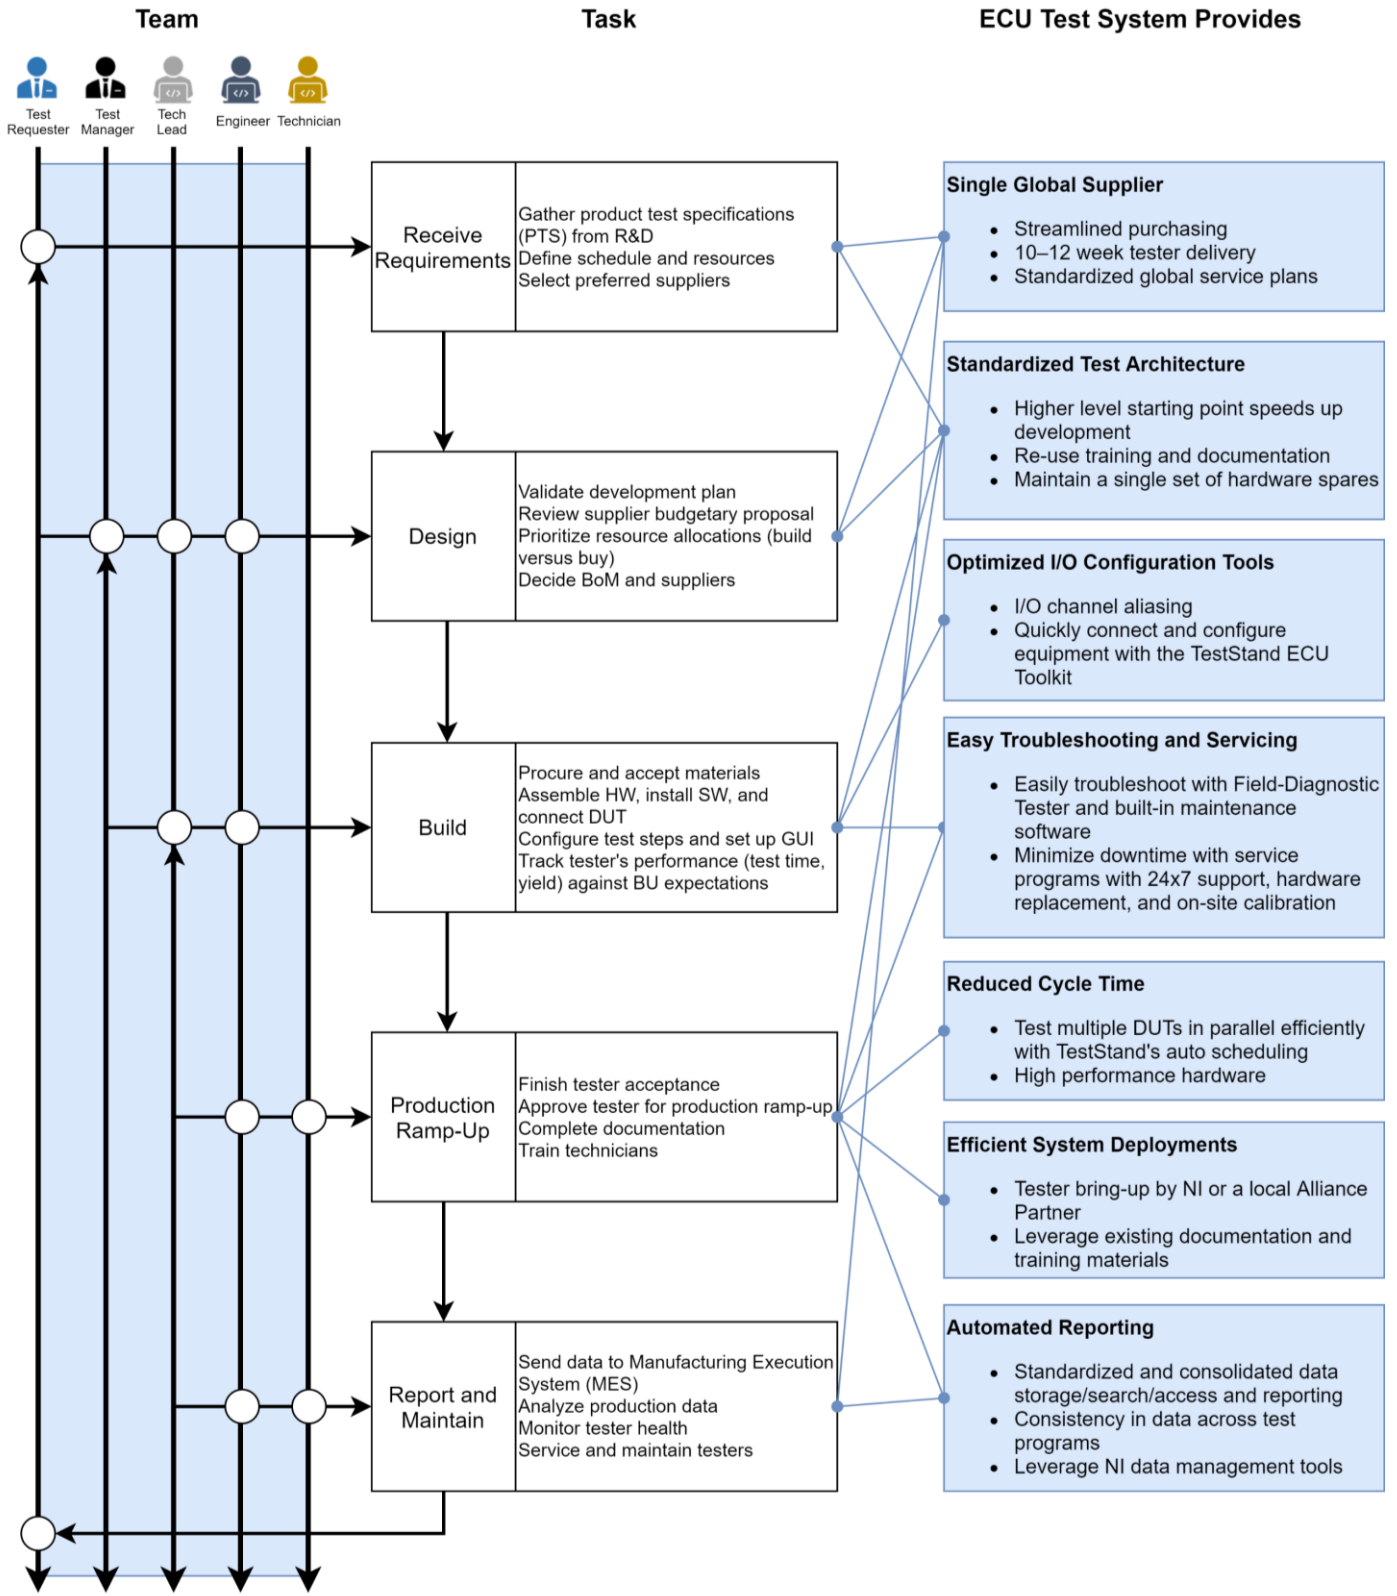 Team
Task
ECU Test System Provides
Test
Requester
Test
Manager
Tech
Lead
Engineer
Technician
Receive
Requirements
Gather product test specifications
(PTS) from R&D
Define schedule and resources
Select preferred suppliers
Design
Validate development plan
Review supplier budgetary proposal
Prioritize resource allocations (build
versus buy)
Decide BoM and suppliers
Build
Procure and accept materials
Assemble HW, install SW, and
connect DUT
Configure test steps and set up GUI
Track tester's performance (test time,
yield) against BU expectations
Production
Ramp-Up
Finish tester acceptance
Approve tester for production ramp-up
Complete documentation
Train technicians
Report and
Maintain
Send data to Manufacturing Execution
System (MES)
Analyze production data
Monitor tester health
Service and maintain testers
Single Global Supplier
• Streamlined purchasing
• 10–12 week tester delivery
• Standardized global service plans
Standardized Test Architecture
• Higher level starting point speeds up
development
• Re-use training and documentation
• Maintain a single set of hardware spares
Optimized I/O Configuration Tools
• I/O channel aliasing
• Quickly connect and configure
equipment with the TestStand ECU
Toolkit
Easy Troubleshooting and Servicing
• Easily troubleshoot with Field-Diagnostic
Tester and built-in maintenance
software
• Minimize downtime with service
programs with 24x7 support, hardware
replacement, and on-site calibration
Reduced Cycle Time
• Test multiple DUTs in parallel efficiently
with TestStand's auto scheduling
• High performance hardware
Efficient System Deployments
• Tester bring-up by NI or a local Alliance
Partner
• Leverage existing documentation and
training materials
Automated Reporting
• Standardized and consolidated data
storage/search/access and reporting
• Consistency in data across test
programs
• Leverage NI data management tools